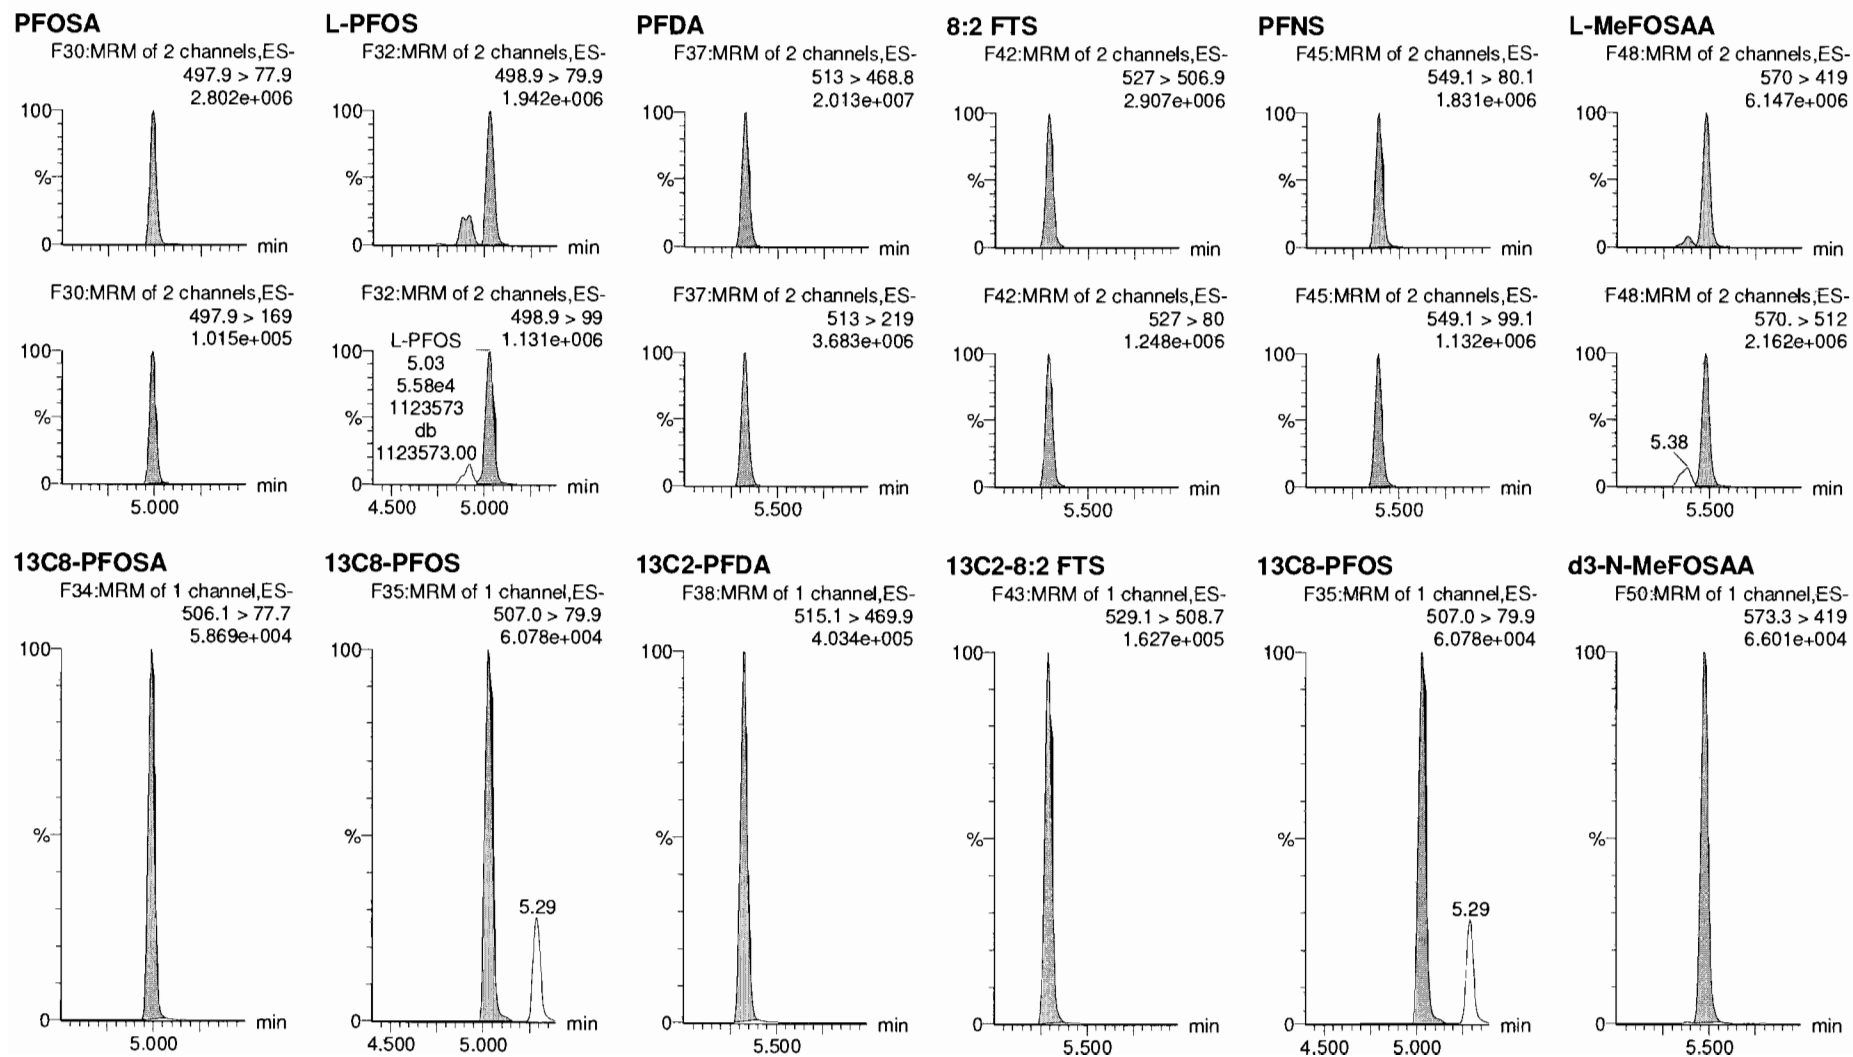 PFOSA
F30:MRM of 2 channels,ES-
497.9 > 77.9
2.802e+006
100
%
0
min
L-PFOS
F32:MRM of 2 channels,ES-
498.9 > 79.9
1.942e+006
100
%
0
min
PFDA
F37:MRM of 2 channels,ES-
513 > 468.8
2.013e+007
100
%
0
min
8:2 FTS
F42:MRM of 2 channels,ES-
527 > 506.9
2.907e+006
100
%
0
min
PFNS
F45:MRM of 2 channels,ES-
549.1 > 80.1
1.831e+006
100
%
0
min
L-MeFOSAA
F48:MRM of 2 channels,ES-
570 > 419
6.147e+006
100
%
0
min
F30:MRM of 2 channels,ES-
497.9 > 169
1.015e+005
100
%
0
min
5.000
F32:MRM of 2 channels,ES-
498.9 > 99
1.131e+006
L-PFOS
5.03
5.58e4
1123573
db
1123573.00
100
%
0
min
4.500 5.000
F37:MRM of 2 channels,ES-
513 > 219
3.683e+006
100
%
0
min
5.500
F42:MRM of 2 channels,ES-
527 > 80
1.248e+006
100
%
0
min
5.500
F45:MRM of 2 channels,ES-
549.1 > 99.1
1.132e+006
100
%
0
min
5.500
F48:MRM of 2 channels,ES-
570. > 512
2.162e+006
100
%
5.38
0
min
5.500
13C8-PFOSA
F34:MRM of 1 channel,ES-
506.1 > 77.7
5.869e+004
100
%
0
min
5.000
13C8-PFOS
F35:MRM of 1 channel,ES-
507.0 > 79.9
6.078e+004
100
%
5.29
0
min
4.500 5.000
13C2-PFDA
F38:MRM of 1 channel,ES-
515.1 > 469.9
4.034e+005
100
%
0
min
5.500
13C2-8:2 FTS
F43:MRM of 1 channel,ES-
529.1 > 508.7
1.627e+005
100
%
0
min
5.500
13C8-PFOS
F35:MRM of 1 channel,ES-
507.0 > 79.9
6.078e+004
100
%
5.29
0
min
4.500 5.000
d3-N-MeFOSAA
F50:MRM of 1 channel,ES-
573.3 > 419
6.601e+004
100
%
0
min
5.500